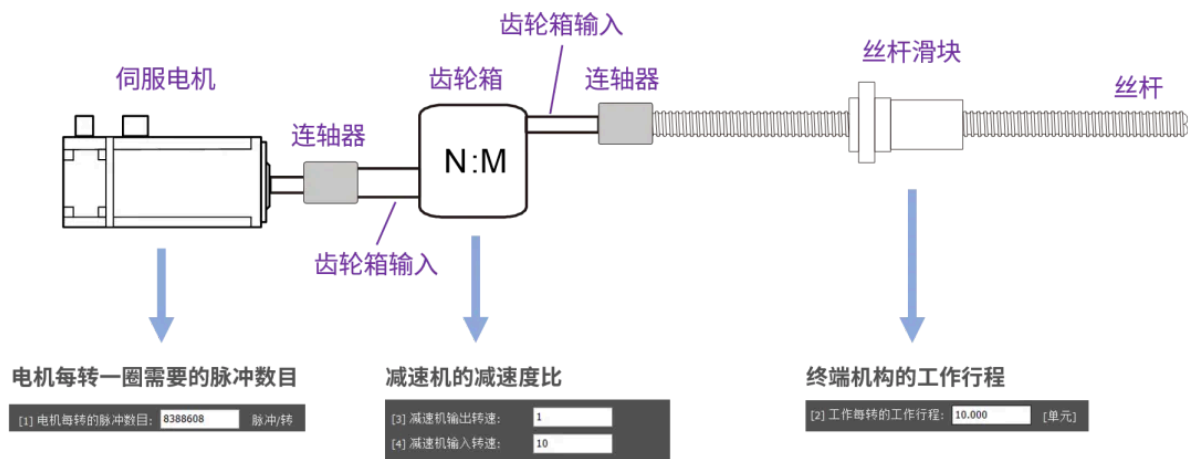 齿轮箱输入
丝杆滑块
伺服电机
齿轮箱
连轴器
丝杆
连轴器
N:M
齿轮箱输入
电机每转一圈需要的脉冲数目
减速机的减速度比
终端机构的工作行程
[1] 电机每转的脉冲数目: 8388608 脉冲/转
[3] 减速机输出转速: 1
[4] 减速机输入转速: 10
[2] 工作每转的工作行程: 10.000 [单元]